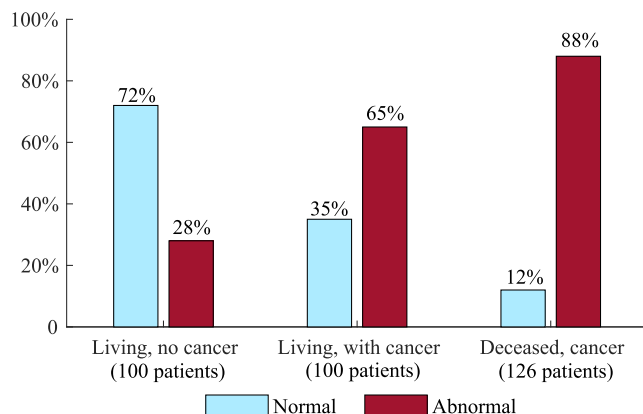 100%
80%
60%
40%
20%
0
72%
28%
35%
65%
12%
88%
Living, no cancer
(100 patients)
Living, with cancer
(100 patients)
Deceased, cancer
(126 patients)
Normal
Abnormal